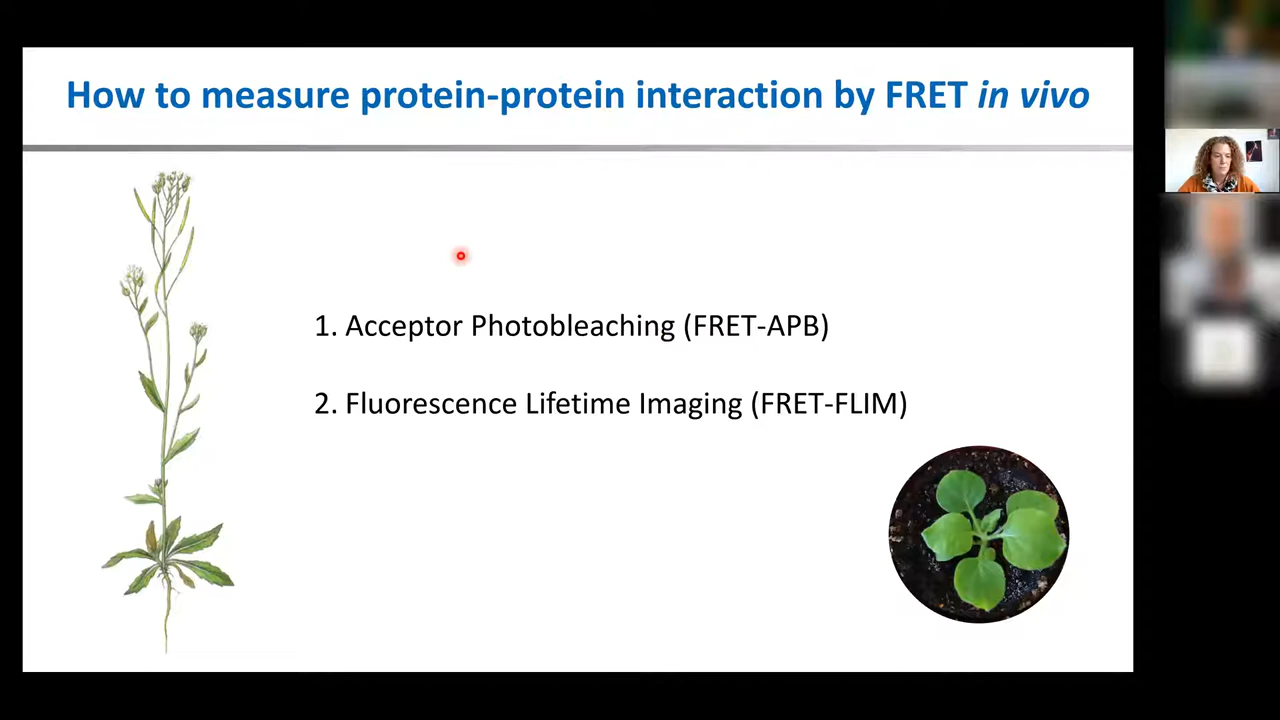 How to measure protein-protein interaction by FRET in vivo
1. Acceptor Photobleaching (FRET-APB)
2. Fluorescence Lifetime Imaging (FRET-FLIM)